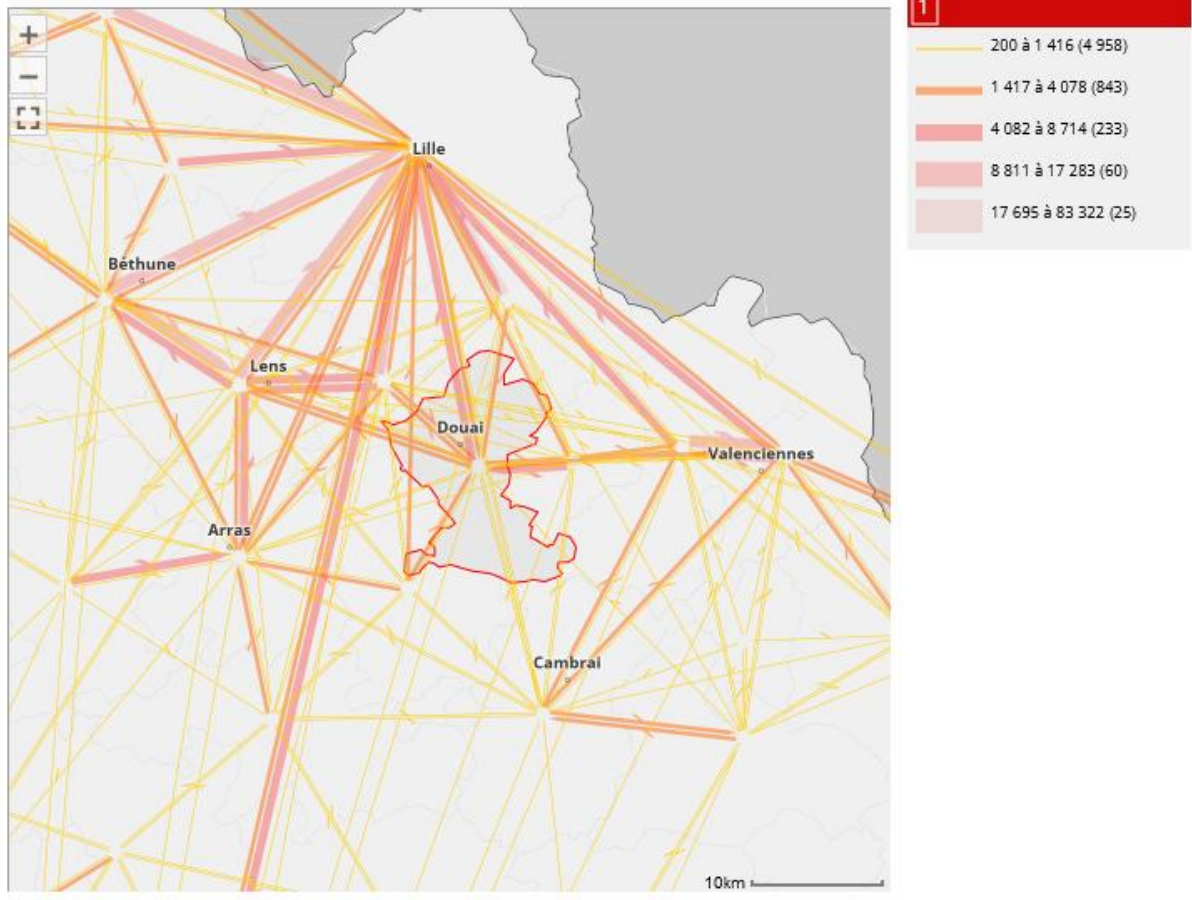 +
−
Lille
Béthune
Lens
Douai
Valenciennes
Arras
Cambrai
10km
1
200 à 1 416 (4 958)
1 417 à 4 078 (843)
4 082 à 8 714 (233)
8 811 à 17 283 (60)
17 695 à 83 322 (25)